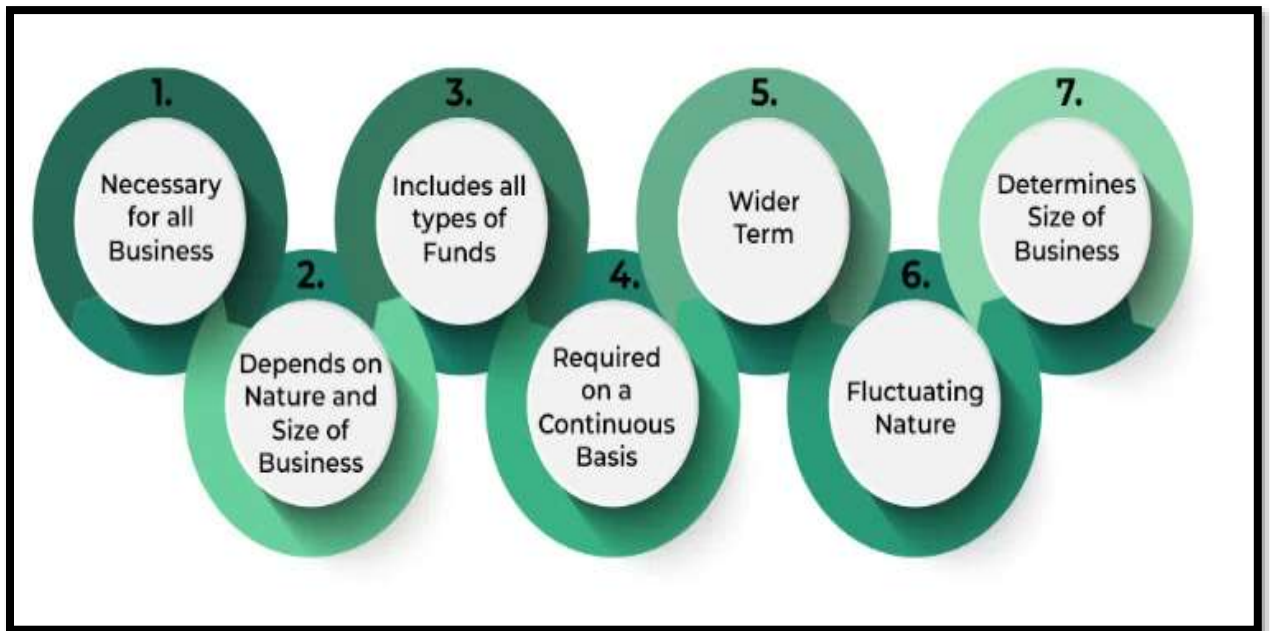 1.
Necessary
for all
Business
2.
Depends on
Nature and
Size of
Business
3.
Includes all
types of
Funds
4.
Required
on a
Continuous
Basis
5.
Wider
Term
6.
Fluctuating
Nature
7.
Determines
Size of
Business